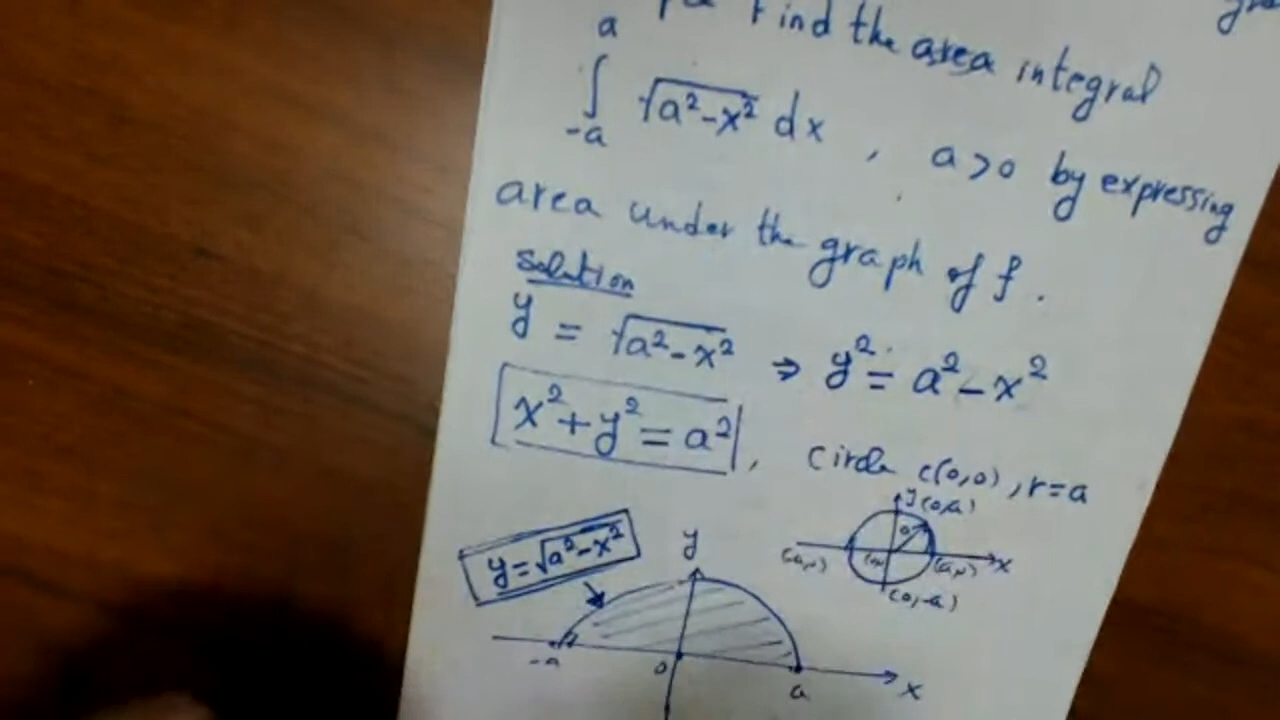 Find the area integral
a
∫ √a²-x² dx , a>0 by expressing
-a
area under the graph of f.
Solution
y = √a²-x² ⇒ y² = a²-x²
x²+y²=a² , circle c(0,0), r=a
y=√a²-x²
y
-a
0
a
x
y (0,a)
a
(a,0)
x
(0,-a)